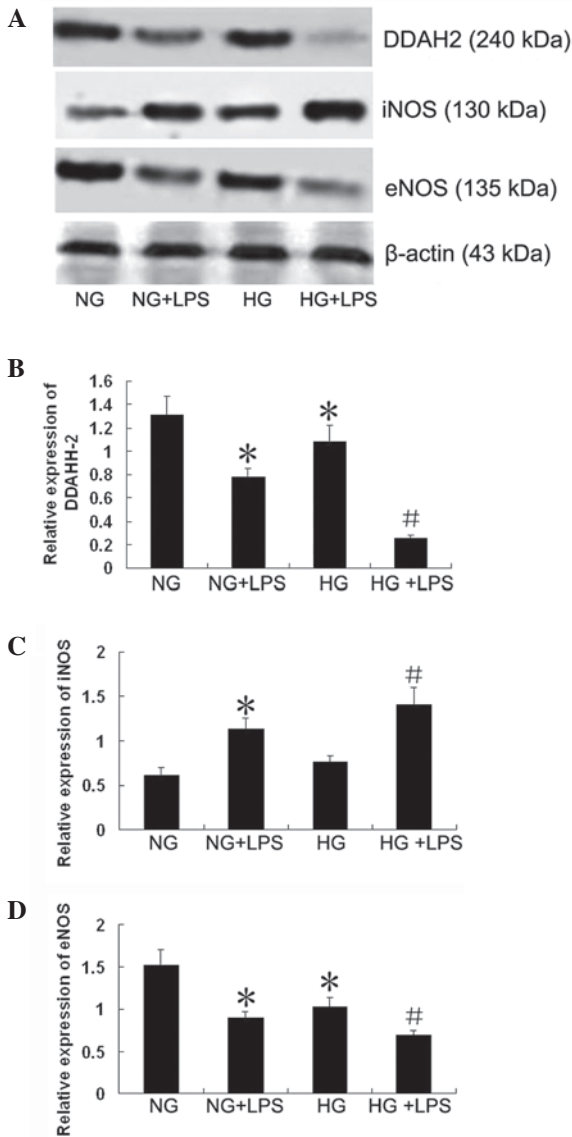 A
DDAH2 (240 kDa)
iNOS (130 kDa)
eNOS (135 kDa)
β-actin (43 kDa)
NG NG+LPS HG HG+LPS
B
Relative expression of
DDAHH-2
1.6
1.4
1.2
1
0.8
0.6
0.4
0.2
0
* * #
NG NG+LPS HG HG +LPS
C
Relative expression of iNOS
2
1.5
1
0.5
0
* #
NG NG+LPS HG HG +LPS
D
Relative expression of eNOS
2
1.5
1
0.5
0
* * #
NG NG+LPS HG HG +LPS